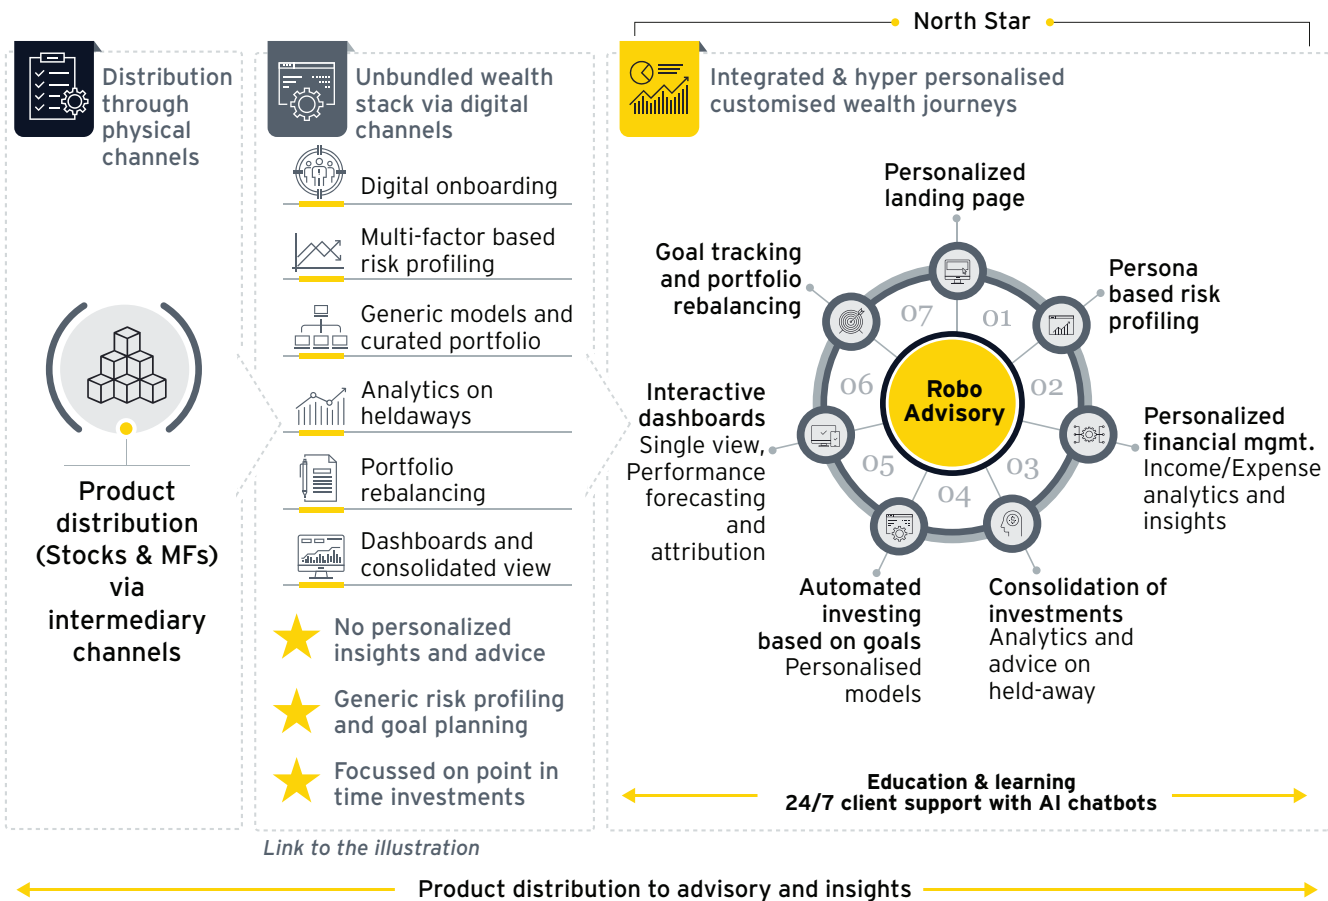 North Star
Distribution
through
physical
channels
Product
distribution
(Stocks & MFs)
via
intermediary
channels
Unbundled wealth
stack via digital
channels
Digital onboarding
Multi-factor based
risk profiling
Generic models and
curated portfolio
Analytics on
heldaways
Portfolio
rebalancing
Dashboards and
consolidated view
No personalized
insights and advice
Generic risk profiling
and goal planning
Focussed on point in
time investments
Link to the illustration
Integrated & hyper personalised
customised wealth journeys
Personalized
landing page
Persona
based risk
profiling
Personalized
financial mgmt.
Income/Expense
analytics and
insights
Consolidation of
investments
Analytics and
advice on
held-away
Automated
investing
based on goals
Personalised
models
Interactive
dashboards
Single view,
Performance
forecasting
and
attribution
Goal tracking
and portfolio
rebalancing
01
02
03
04
05
06
07
Robo
Advisory
Education & learning
24/7 client support with AI chatbots
Product distribution to advisory and insights